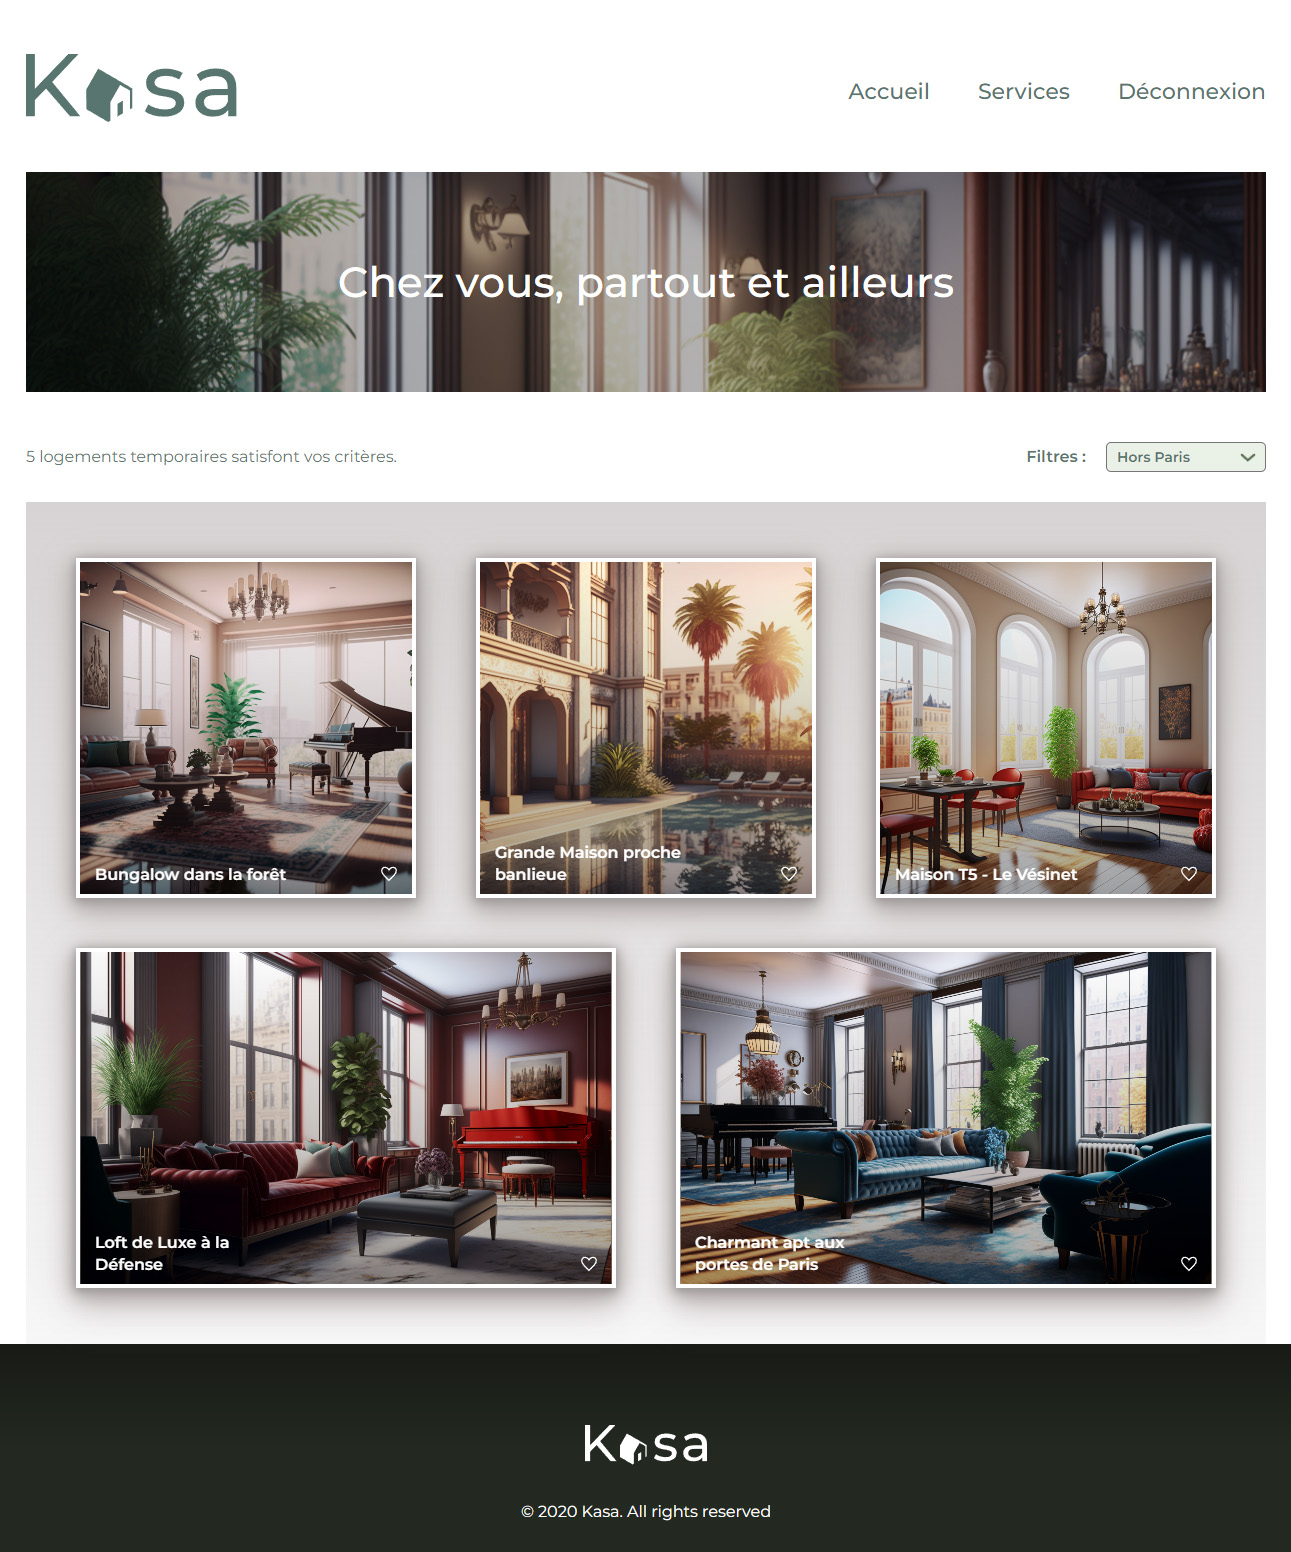 Kasa
Accueil Services Déconnexion
Chez vous, partout et ailleurs
5 logements temporaires satisfont vos critères.
Filtres : Hors Paris
Bungalow dans la forêt
Grande Maison proche
banlieue
Maison T5 - Le Vésinet
Loft de Luxe à la
Défense
Charmant apt aux
portes de Paris
Kasa
© 2020 Kasa. All rights reserved